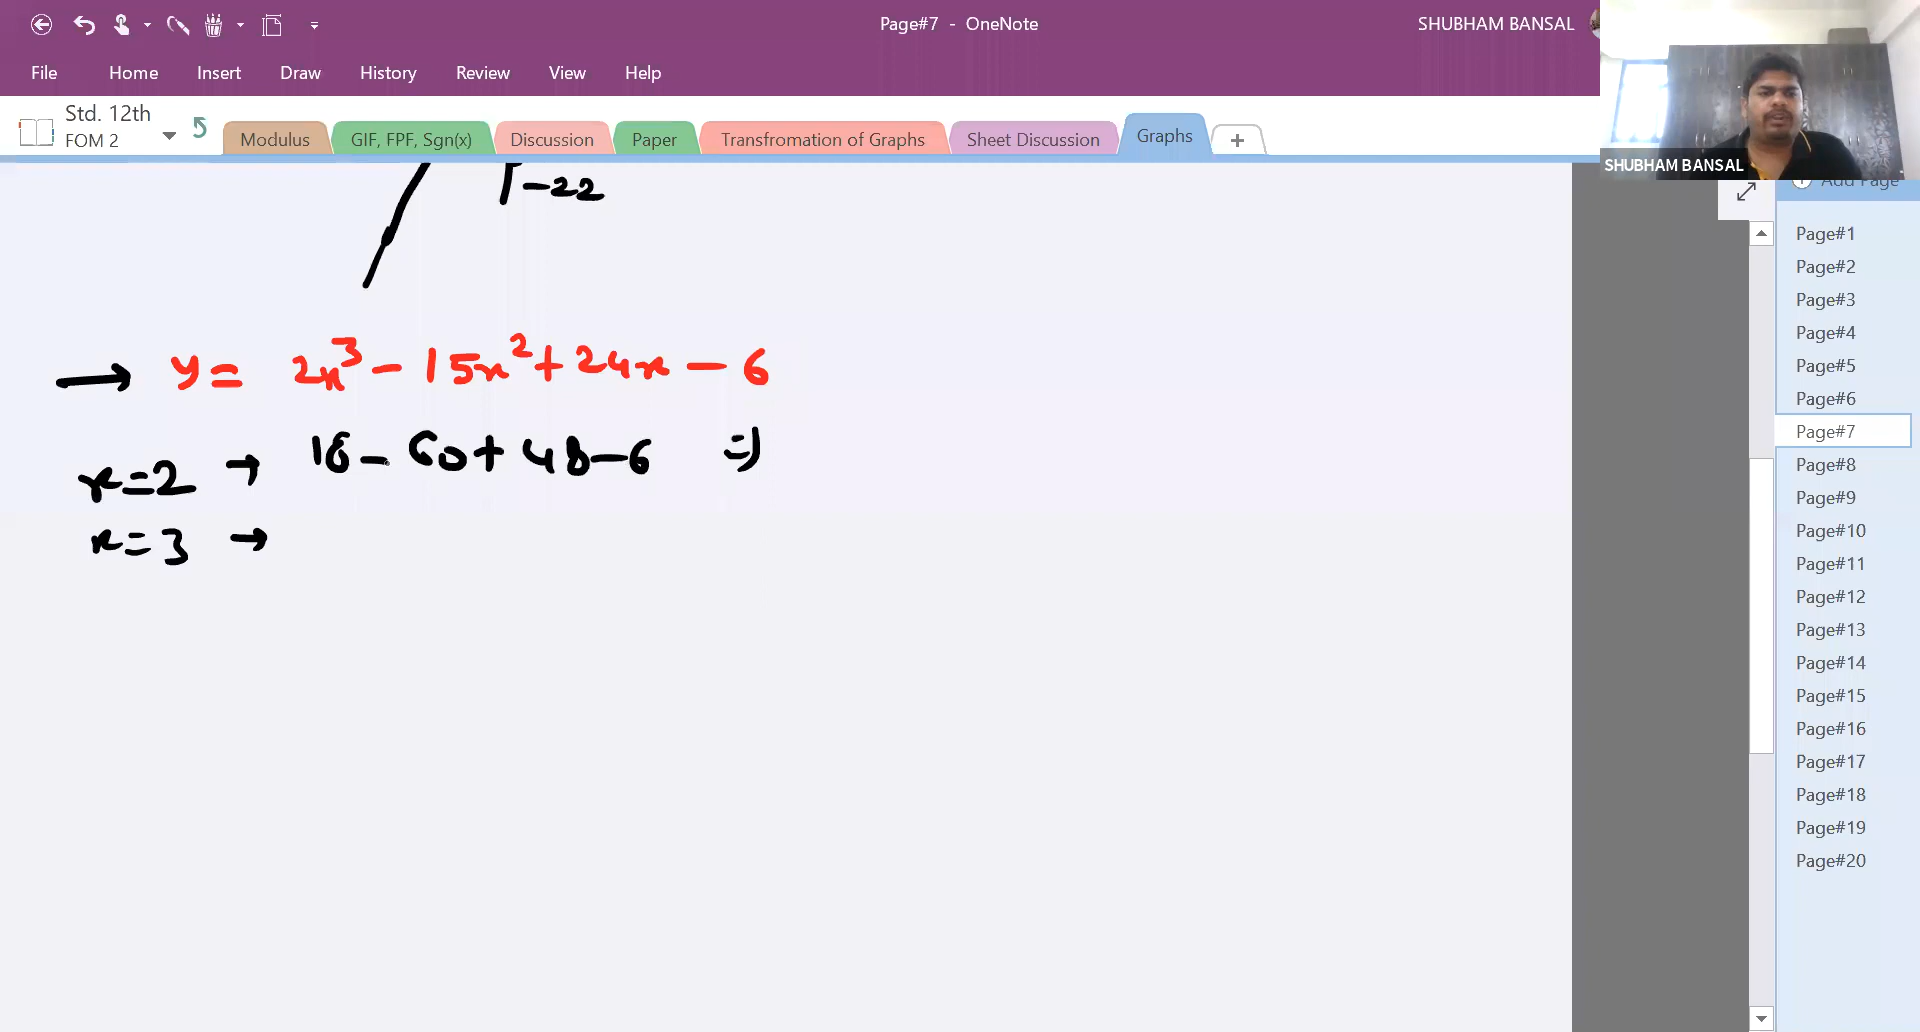 Page#7 - OneNote
SHUBHAM BANSAL
File Home Insert Draw History Review View Help
Std. 12th
FOM 2
Modulus
GIF, FPF, Sgn(x)
Discussion
Paper
Transfromation of Graphs
Sheet Discussion
Graphs
+
SHUBHAM BANSAL
Add Page
-22
→ y = 2x³ - 15x² + 24x - 6
x=2 → 16 - 60 + 48 - 6 ⇒
x=3 →
Page#1
Page#2
Page#3
Page#4
Page#5
Page#6
Page#7
Page#8
Page#9
Page#10
Page#11
Page#12
Page#13
Page#14
Page#15
Page#16
Page#17
Page#18
Page#19
Page#20